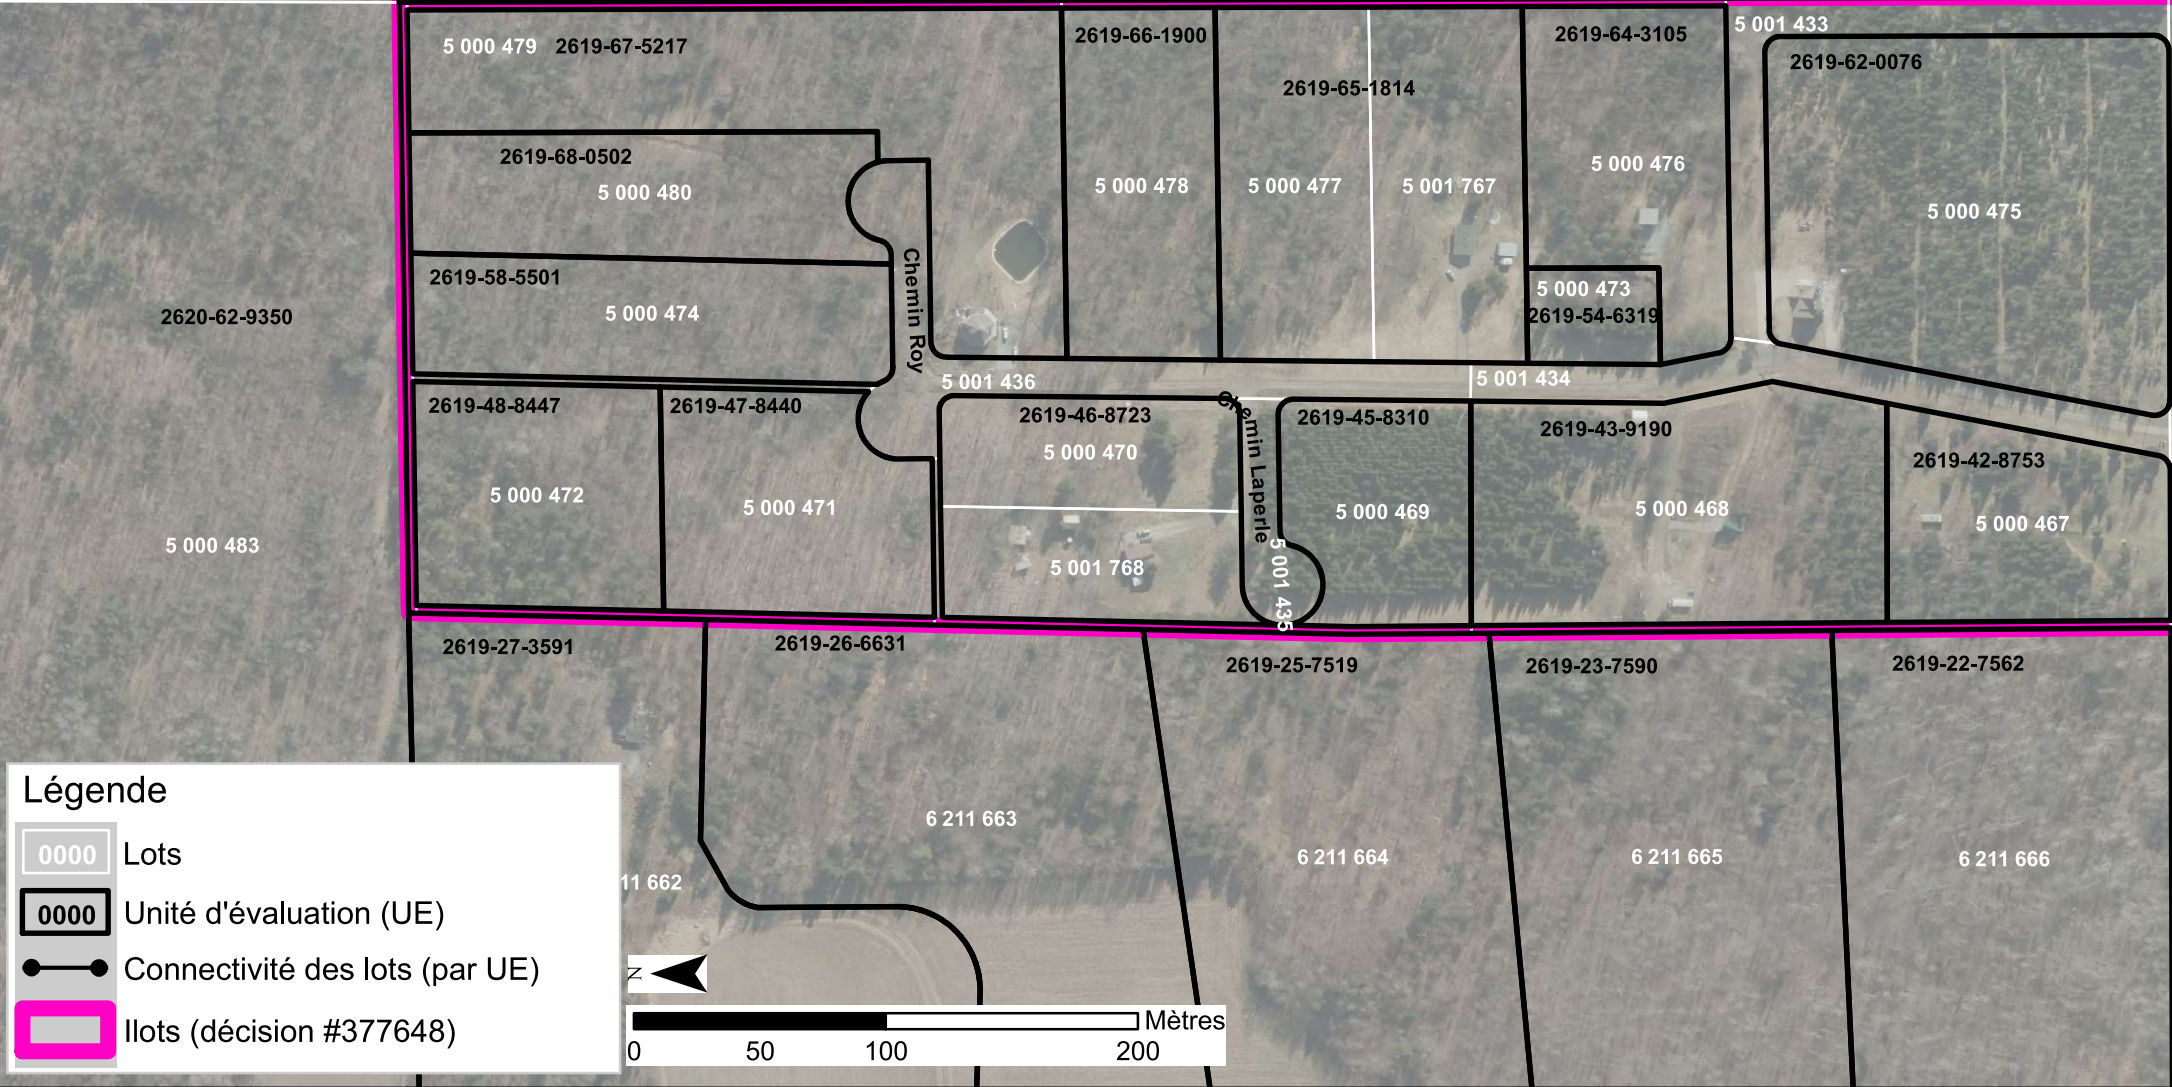 5 000 479 2619-67-5217
2619-66-1900
2619-65-1814
2619-64-3105
5 001 433
2619-62-0076
2619-68-0502
5 000 480
5 000 478
5 000 477
5 001 767
5 000 476
5 000 475
2619-58-5501
5 000 474
Chemin Roy
5 000 473
2619-54-6319
2620-62-9350
5 001 436
5 001 434
2619-48-8447
2619-47-8440
2619-46-8723
Chemin Laperle
2619-45-8310
2619-43-9190
2619-42-8753
5 000 470
5 000 472
5 000 471
5 000 469
5 000 468
5 000 467
5 000 483
5 001 768
5 001 435
2619-27-3591
2619-26-6631
2619-25-7519
2619-23-7590
2619-22-7562
6 211 663
6 211 664
6 211 665
6 211 666
11 662
Légende
0000 Lots
0000 Unité d'évaluation (UE)
Connectivité des lots (par UE)
Ilots (décision #377648)
N
Mètres
0 50 100 200